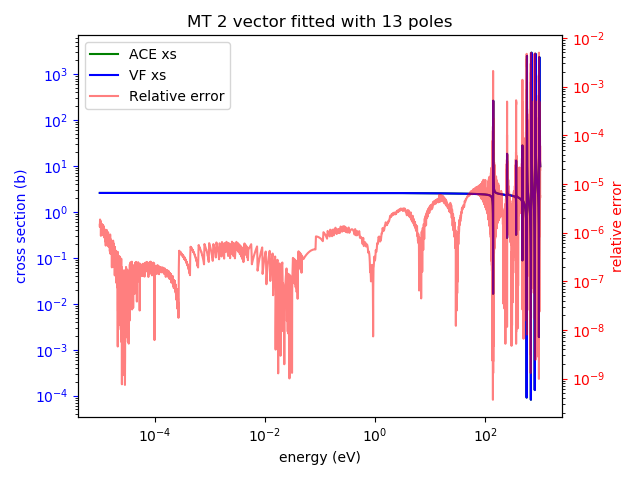 MT 2 vector fitted with 13 poles
ACE xs
VF xs
Relative error
cross section (b)
10³
10²
10¹
10⁰
10⁻¹
10⁻²
10⁻³
10⁻⁴
10⁻²
10⁻³
10⁻⁴
10⁻⁵
10⁻⁶
10⁻⁷
10⁻⁸
10⁻⁹
relative error
10⁻⁴ 10⁻² 10⁰ 10²
energy (eV)